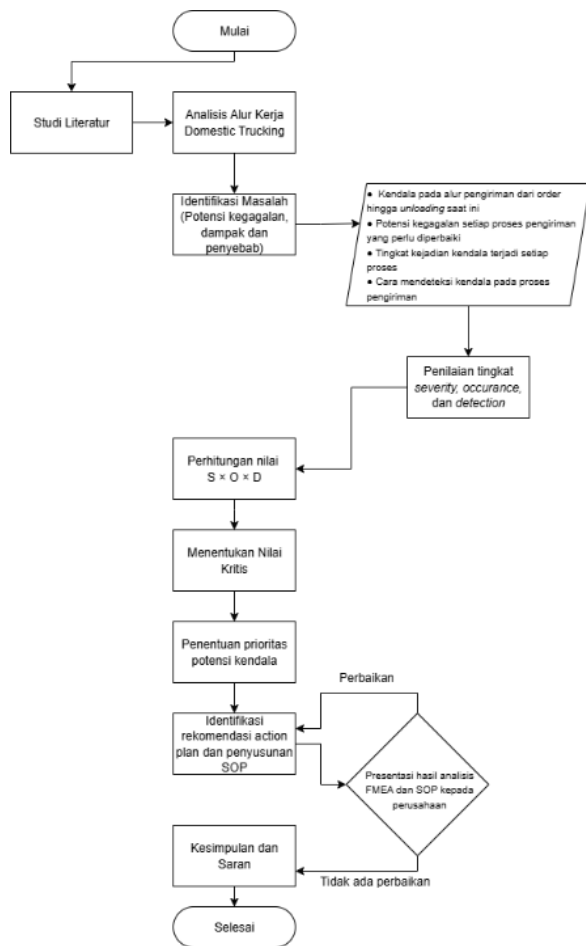 Mulai
Studi Literatur
Analisis Alur Kerja
Domestic Trucking
Identifikasi Masalah
(Potensi kegagalan,
dampak dan
penyebab)
● Kendala pada alur pengiriman dari order
hingga unloading saat ini
● Potensi kegagalan setiap proses pengiriman
yang perlu diperbaiki
● Tingkat kejadian kendala terjadi setiap
proses
● Cara mendeteksi kendala pada proses
pengiriman
Penilaian tingkat
severity, occurance,
dan detection
Perhitungan nilai
S × O × D
Menentukan Nilai
Kritis
Penentuan prioritas
potensi kendala
Perbaikan
Identifikasi
rekomendasi action
plan dan penyusunan
SOP
Presentasi hasil analisis
FMEA dan SOP kepada
perusahaan
Kesimpulan dan
Saran
Tidak ada perbaikan
Selesai